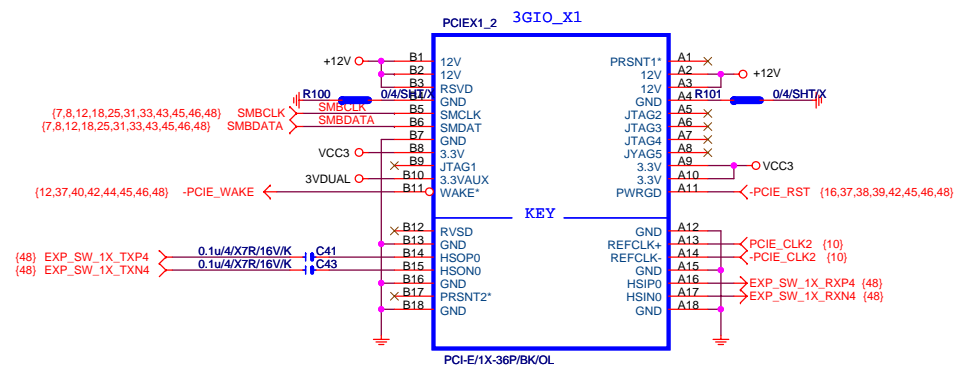 PCIEX1_2 3GIO_X1
+12V B1 12V PRSNT1* A1
B2 12V 12V A2 +12V
B3 RSVD 12V A3
R100 0/4/SHT/X B4 GND GND A4 R101 0/4/SHT/X
{7,8,12,18,25,31,33,43,45,46,48} SMBCLK SMBCLK B5 SMCLK JTAG2 A5
{7,8,12,18,25,31,33,43,45,46,48} SMBDATA SMBDATA B6 SMDAT JTAG3 A6
B7 GND JTAG4 A7
VCC3 B8 3.3V JYAG5 A8
B9 JTAG1 3.3V A9 VCC3
3VDUAL B10 3.3VAUX 3.3V A10
{12,37,40,42,44,45,46,48} -PCIE_WAKE B11 WAKE* PWRGD A11 -PCIE_RST {16,37,38,39,42,45,46,48}
KEY
B12 RVSD GND A12
B13 GND REFCLK+ A13 PCIE_CLK2 {10}
{48} EXP_SW_1X_TXP4 0.1u/4/X7R/16V/K C41 B14 HSOP0 REFCLK- A14 -PCIE_CLK2 {10}
{48} EXP_SW_1X_TXN4 0.1u/4/X7R/16V/K C43 B15 HSON0 GND A15
B16 GND HSIP0 A16 EXP_SW_1X_RXP4 {48}
B17 PRSNT2* HSIN0 A17 EXP_SW_1X_RXN4 {48}
B18 GND GND A18
PCI-E/1X-36P/BK/OL